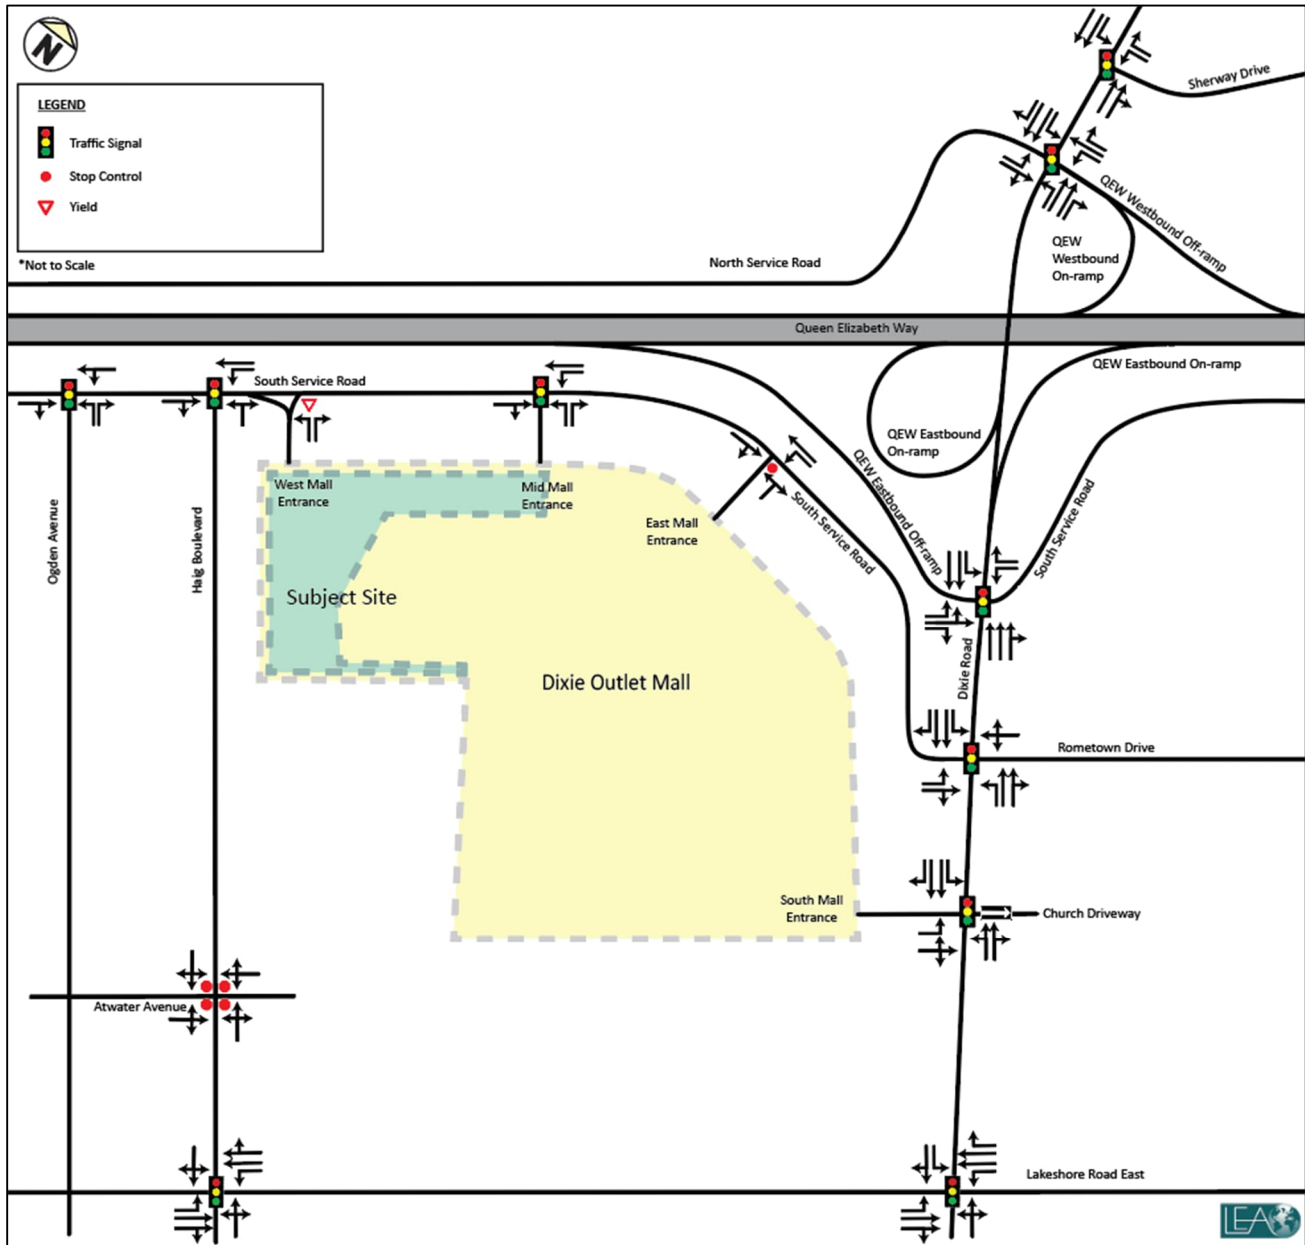 N
LEGEND
Traffic Signal
Stop Control
Yield
*Not to Scale
Sherway Drive
QEW Westbound Off-ramp
QEW
Westbound
On-ramp
North Service Road
Queen Elizabeth Way
South Service Road
QEW Eastbound On-ramp
QEW Eastbound
On-ramp
QEW Eastbound Off-ramp
West Mall
Entrance
Mid Mall
Entrance
East Mall
Entrance
South Service Road
South Service Road
Ogden Avenue
Haig Boulevard
Subject Site
Dixie Outlet Mall
Dixie Road
Rometown Drive
South Mall
Entrance
Church Driveway
Atwater Avenue
Lakeshore Road East
LEA